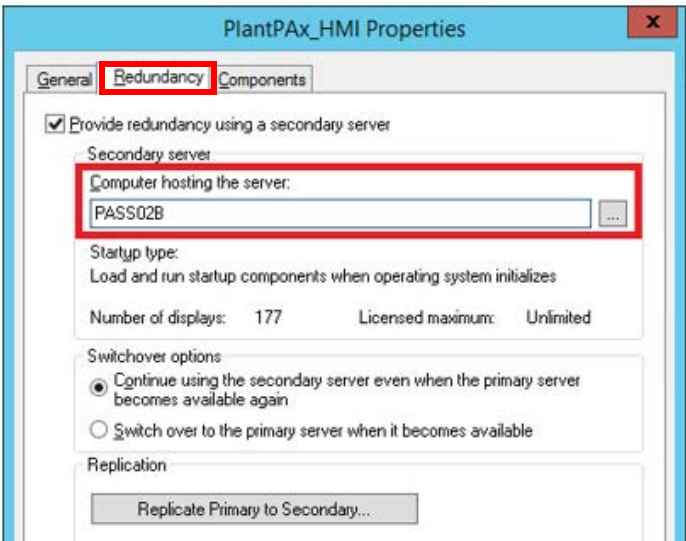 PlantPAx_HMI Properties
x
General Redundancy Components
Provide redundancy using a secondary server
Secondary server
Computer hosting the server:
PASS02B ...
Startup type:
Load and run startup components when operating system initializes
Number of displays: 177 Licensed maximum: Unlimited
Switchover options
Continue using the secondary server even when the primary server
becomes available again
Switch over to the primary server when it becomes available
Replication
Replicate Primary to Secondary...